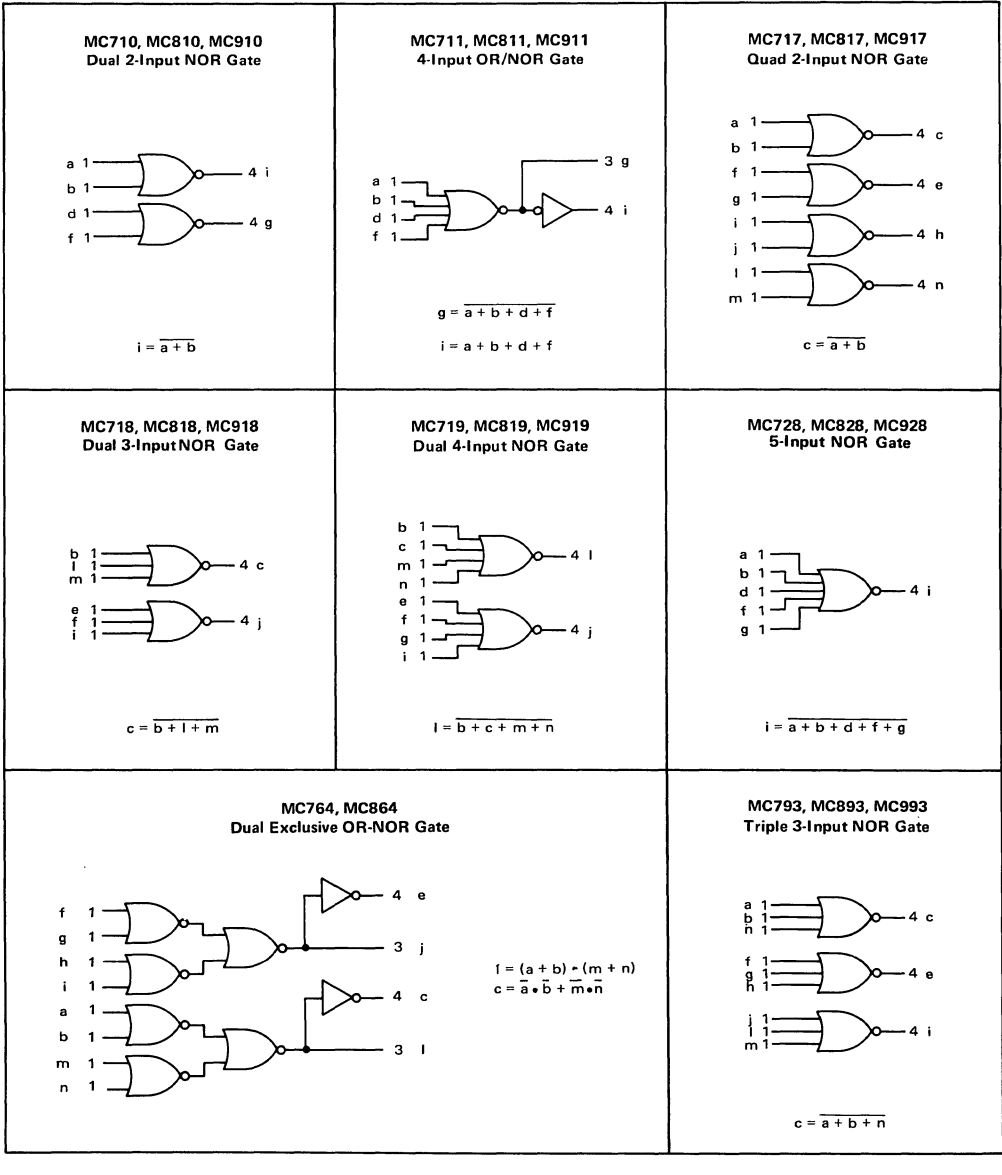 MC710, MC810, MC910
Dual 2-Input NOR Gate
a 1
b 1
4 i
d 1
f 1
4 g
i = a + b
MC711, MC811, MC911
4-Input OR/NOR Gate
3 g
a 1
b 1
d 1
f 1
4 i
g = a + b + d + f
i = a + b + d + f
MC717, MC817, MC917
Quad 2-Input NOR Gate
a 1
b 1
4 c
f 1
g 1
4 e
i 1
j 1
4 h
l 1
m 1
4 n
c = a + b
MC718, MC818, MC918
Dual 3-Input NOR Gate
b 1
l 1
m 1
4 c
e 1
f 1
i 1
4 j
c = b + l + m
MC719, MC819, MC919
Dual 4-Input NOR Gate
b 1
c 1
m 1
n 1
4 l
e 1
f 1
g 1
i 1
4 j
l = b + c + m + n
MC728, MC828, MC928
5-Input NOR Gate
a 1
b 1
d 1
f 1
g 1
4 i
i = a + b + d + f + g
MC764, MC864
Dual Exclusive OR-NOR Gate
4 e
f 1
g 1
3 j
h 1
i 1
4 c
a 1
b 1
3 l
m 1
n 1
l = (a + b) • (m + n)
c = a̅ • b̅ + m̅ • n̅
MC793, MC893, MC993
Triple 3-Input NOR Gate
a 1
b 1
n 1
4 c
f 1
g 1
h 1
4 e
j 1
l 1
m 1
4 i
c = a + b + n